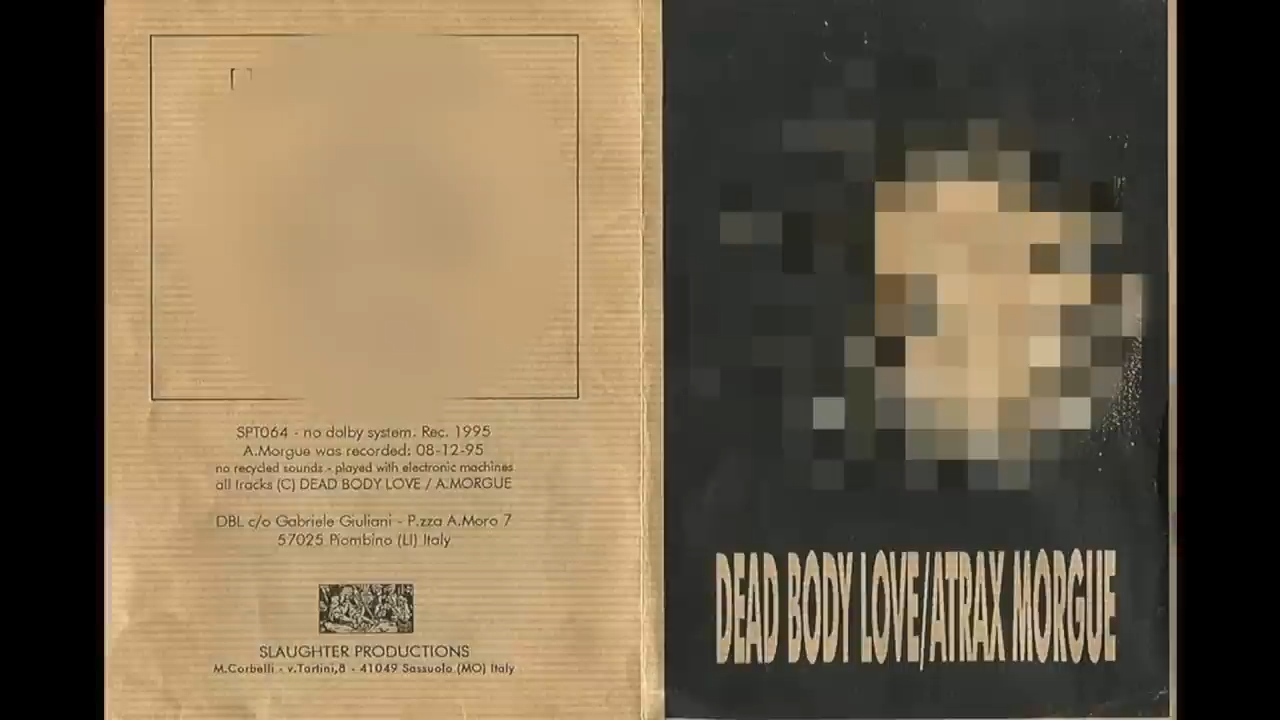 SPT064 - no dolby system. Rec. 1995
A.Morgue was recorded: 08-12-95
no recycled sounds - played with electronic machines
all tracks (C) DEAD BODY LOVE / A.MORGUE
DBL c/o Gabriele Giuliani - P.zza A.Moro 7
57025 Piombino (LI) Italy
SLAUGHTER PRODUCTIONS
M.Corbelli - v.Tartini,8 - 41049 Sassuolo (MO) Italy
DEAD BODY LOVE/ATRAX MORGUE